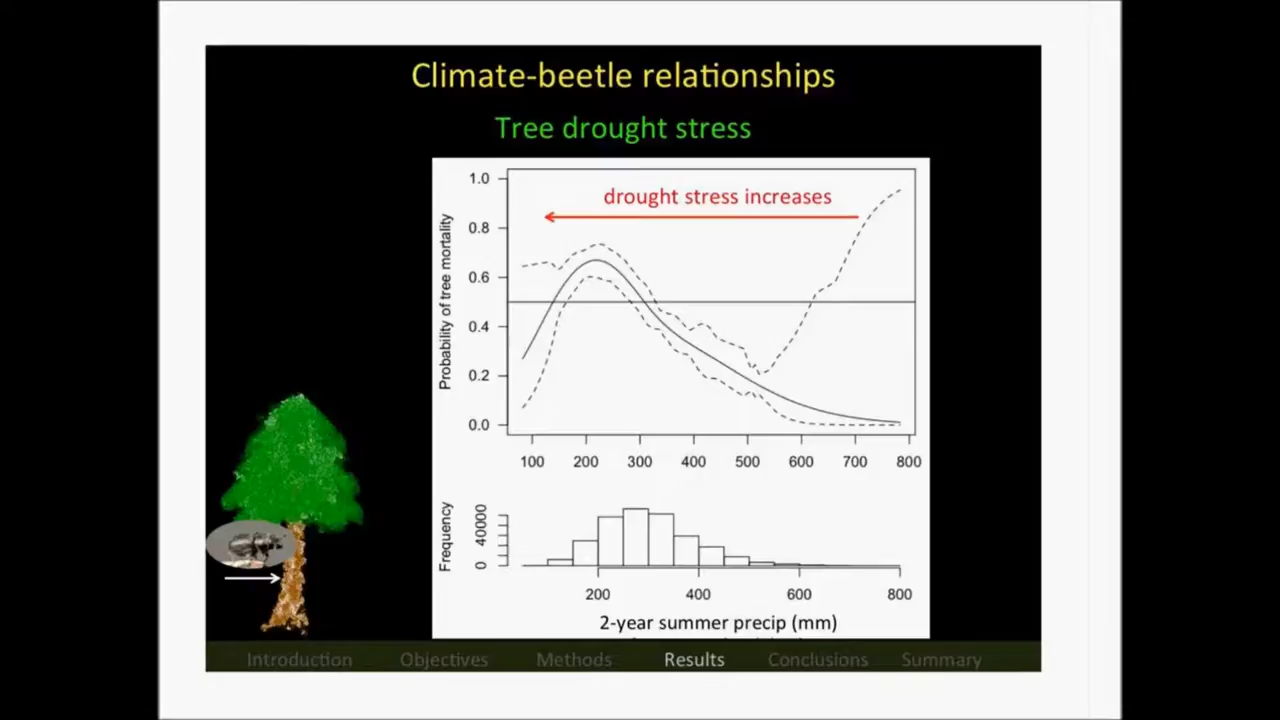 Climate-beetle relationships
Tree drought stress
drought stress increases
Probability of tree mortality
1.0
0.8
0.6
0.4
0.2
0.0
100 200 300 400 500 600 700 800
Frequency
40000
0
200 400 600 800
2-year summer precip (mm)
Introduction Objectives Methods Results Conclusions Summary